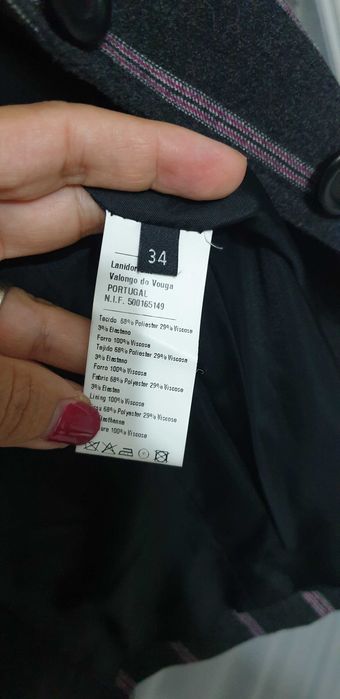 34
Valongo do Vouga
PORTUGAL
N.I.F. 500165149
Tecido 68% Poliester 29% Viscose
3% Elastano
Forro 100% Viscose
Tejido 68% Poliester 29% Viscose
3% Elastano
Forro 100% Viscosa
Fabric 68% Polyester 29% Viscose
3% Elastan
Lining 100% Viscose
68% Polyester 29% Viscose
100% Viscose